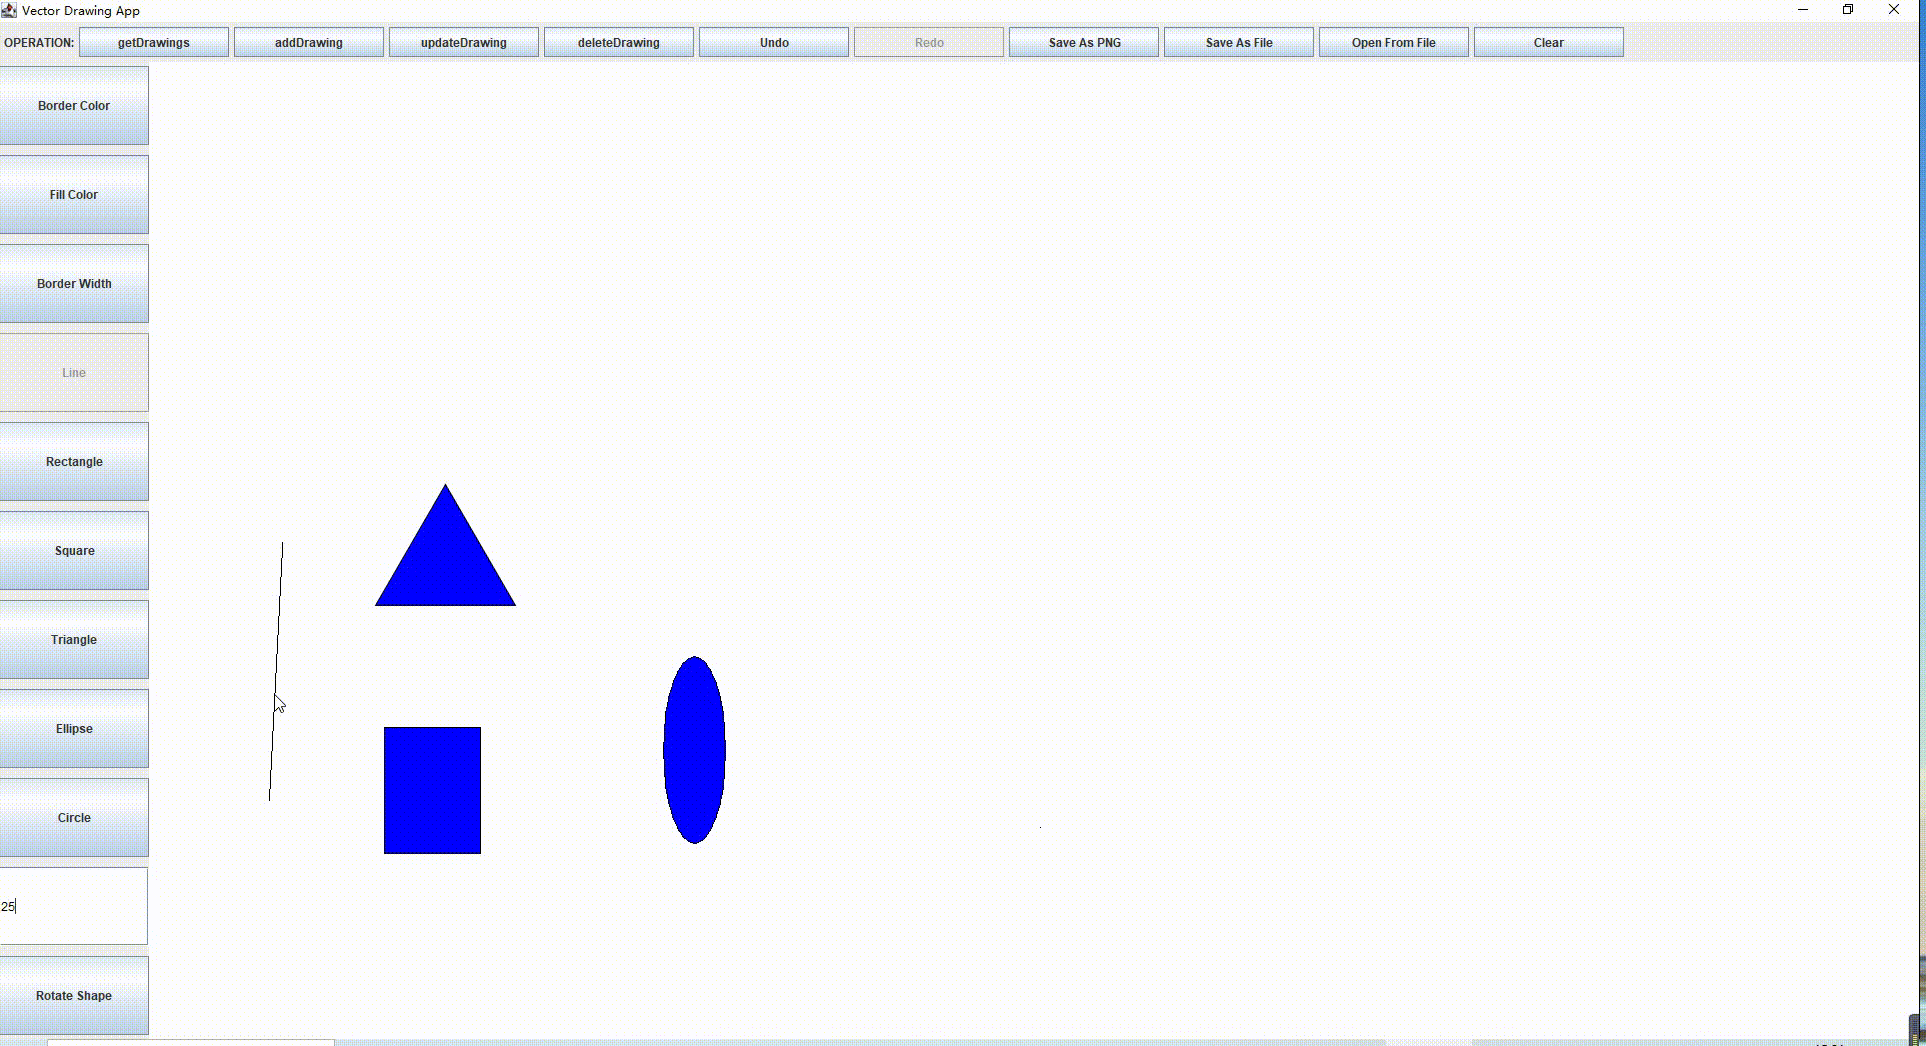 Vector Drawing App
OPERATION: getDrawings addDrawing updateDrawing deleteDrawing Undo Redo Save As PNG Save As File Open From File Clear
Border Color
Fill Color
Border Width
Line
Rectangle
Square
Triangle
Ellipse
Circle
25
Rotate Shape